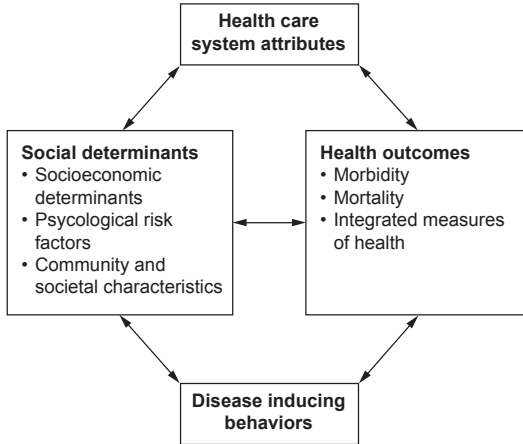 Health care
system attributes
Social determinants
• Socioeconomic
determinants
• Psycological risk
factors
• Community and
societal characteristics
Health outcomes
• Morbidity
• Mortality
• Integrated measures
of health
Disease inducing
behaviors